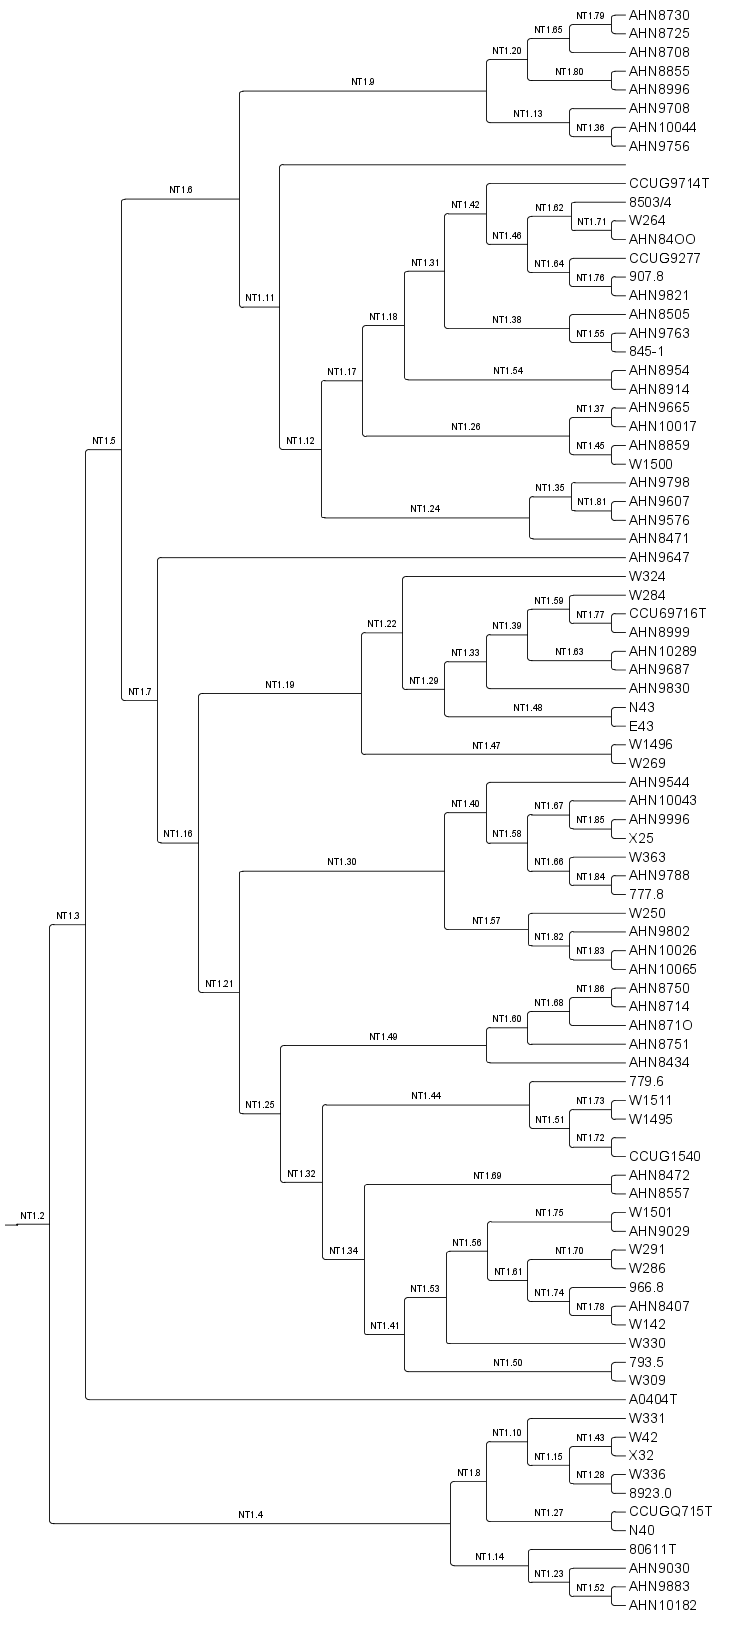 NT1.79 AHN8730
NT1.65 AHN8725
NT1.20 AHN8708
NT1.80 AHN8855
NT1.9 AHN8996
NT1.13 AHN9708
NT1.36 AHN10044
AHN9756
NT1.6 CCUG9714T
NT1.42 NT1.62 8503/4
NT1.71 W264
NT1.46 AHN84OO
NT1.31 NT1.64 CCUG9277
NT1.76 907.8
NT1.11 AHN9821
NT1.18 NT1.38 AHN8505
NT1.55 AHN9763
845-1
NT1.17 NT1.54 AHN8954
AHN8914
NT1.37 AHN9665
NT1.26 AHN10017
NT1.5 NT1.12 NT1.45 AHN8859
W1500
NT1.35 AHN9798
NT1.24 NT1.81 AHN9607
AHN9576
AHN8471
AHN9647
W324
NT1.59 W284
NT1.22 NT1.39 NT1.77 CCU69716T
AHN8999
NT1.33 NT1.63 AHN10289
AHN9687
NT1.7 NT1.19 NT1.29 AHN9830
NT1.48 N43
E43
NT1.47 W1496
W269
AHN9544
NT1.40 NT1.67 AHN10043
NT1.85 AHN9996
NT1.16 NT1.58 X25
NT1.30 NT1.66 W363
NT1.84 AHN9788
777.8
NT1.57 W250
NT1.3 NT1.82 AHN9802
NT1.83 AHN10026
AHN10065
NT1.21 NT1.86 AHN8750
NT1.68 AHN8714
NT1.60 AHN871O
NT1.49 AHN8751
AHN8434
779.6
NT1.44 NT1.73 W1511
NT1.25 NT1.51 W1495
NT1.72
CCUG1540
NT1.32 NT1.69 AHN8472
AHN8557
NT1.2 NT1.75 W1501
AHN9029
NT1.34 NT1.56 NT1.70 W291
NT1.61 W286
NT1.53 NT1.74 966.8
NT1.78 AHN8407
NT1.41 W142
W330
NT1.50 793.5
W309
A0404T
W331
NT1.10 NT1.43 W42
NT1.15 X32
NT1.8 NT1.28 W336
8923.0
NT1.4 NT1.27 CCUGQ715T
N40
NT1.14 80611T
NT1.23 AHN9030
NT1.52 AHN9883
AHN10182